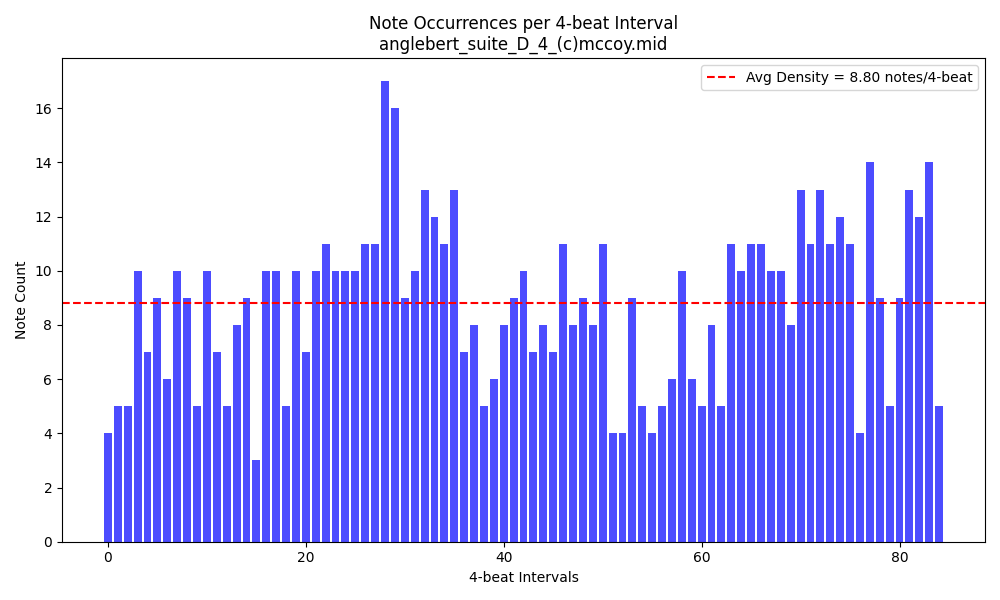 Note Occurrences per 4-beat Interval
anglebert_suite_D_4_(c)mccoy.mid
Avg Density = 8.80 notes/4-beat
Note Count
16
14
12
10
8
6
4
2
0
0 20 40 60 80
4-beat Intervals